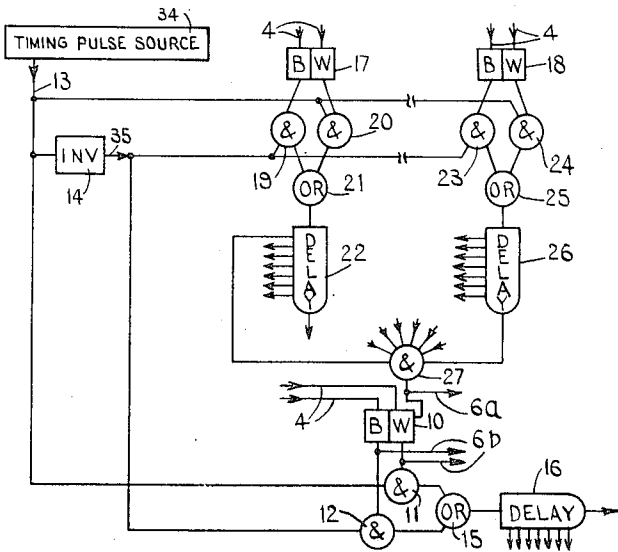 34
TIMING PULSE SOURCE
4 4
B W 17
B W 18
13
& & 20
& & 24
INV 35
14
19 23
OR 21
OR 25
DELAY 22
DELAY 26
& 27
6a
4
B W 10
6b
& 11
16
12 & OR 15 DELAY